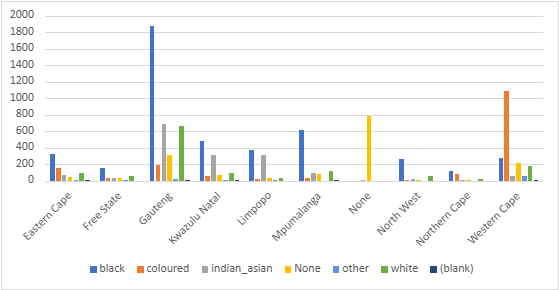 2000
1800
1600
1400
1200
1000
800
600
400
200
0
Eastern Cape
Free State
Gauteng
Kwazulu Natal
Limpopo
Mpumalanga
None
North West
Northern Cape
Western Cape
black coloured indian_asian None other white (blank)